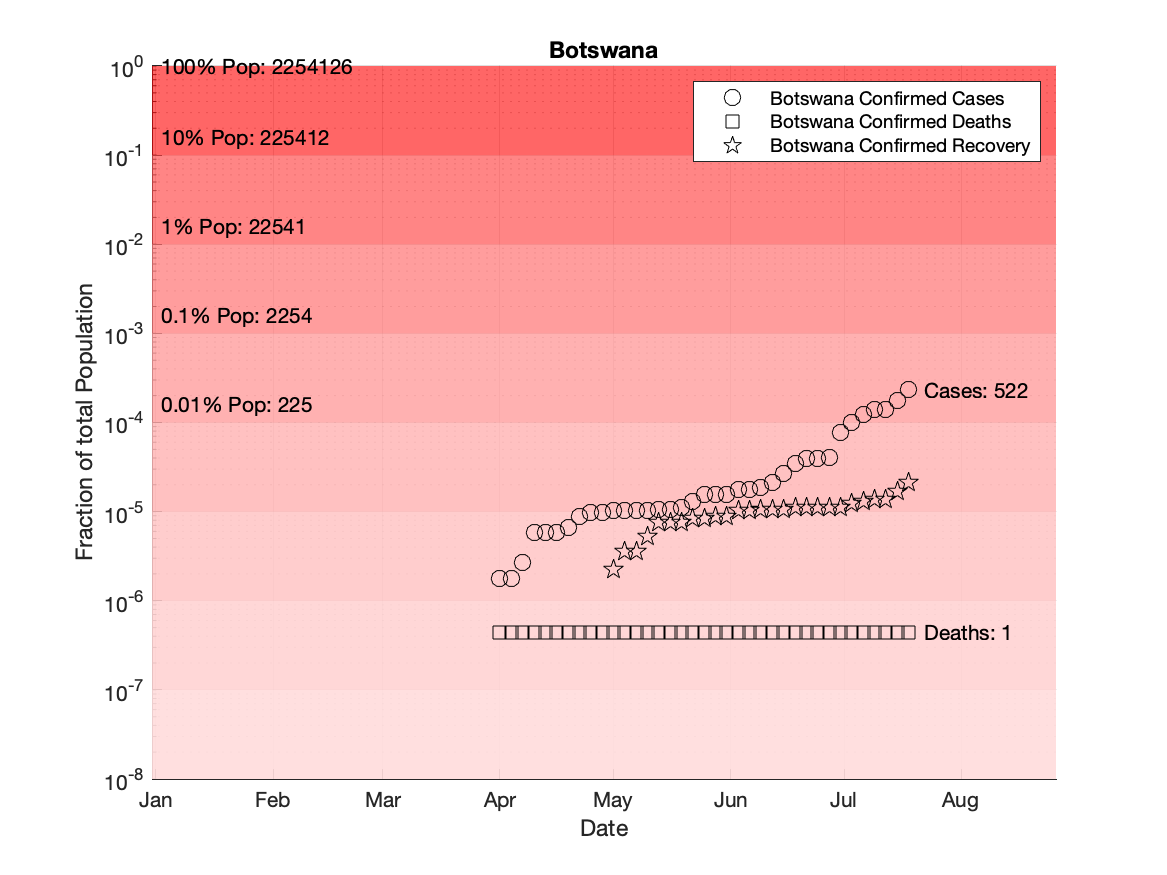 Botswana
10^0
100% Pop: 2254126
Botswana Confirmed Cases
Botswana Confirmed Deaths
Botswana Confirmed Recovery
10% Pop: 225412
10^-1
1% Pop: 22541
10^-2
0.1% Pop: 2254
10^-3
Cases: 522
0.01% Pop: 225
10^-4
10^-5
10^-6
Deaths: 1
10^-7
10^-8
Fraction of total Population
Jan Feb Mar Apr May Jun Jul Aug
Date